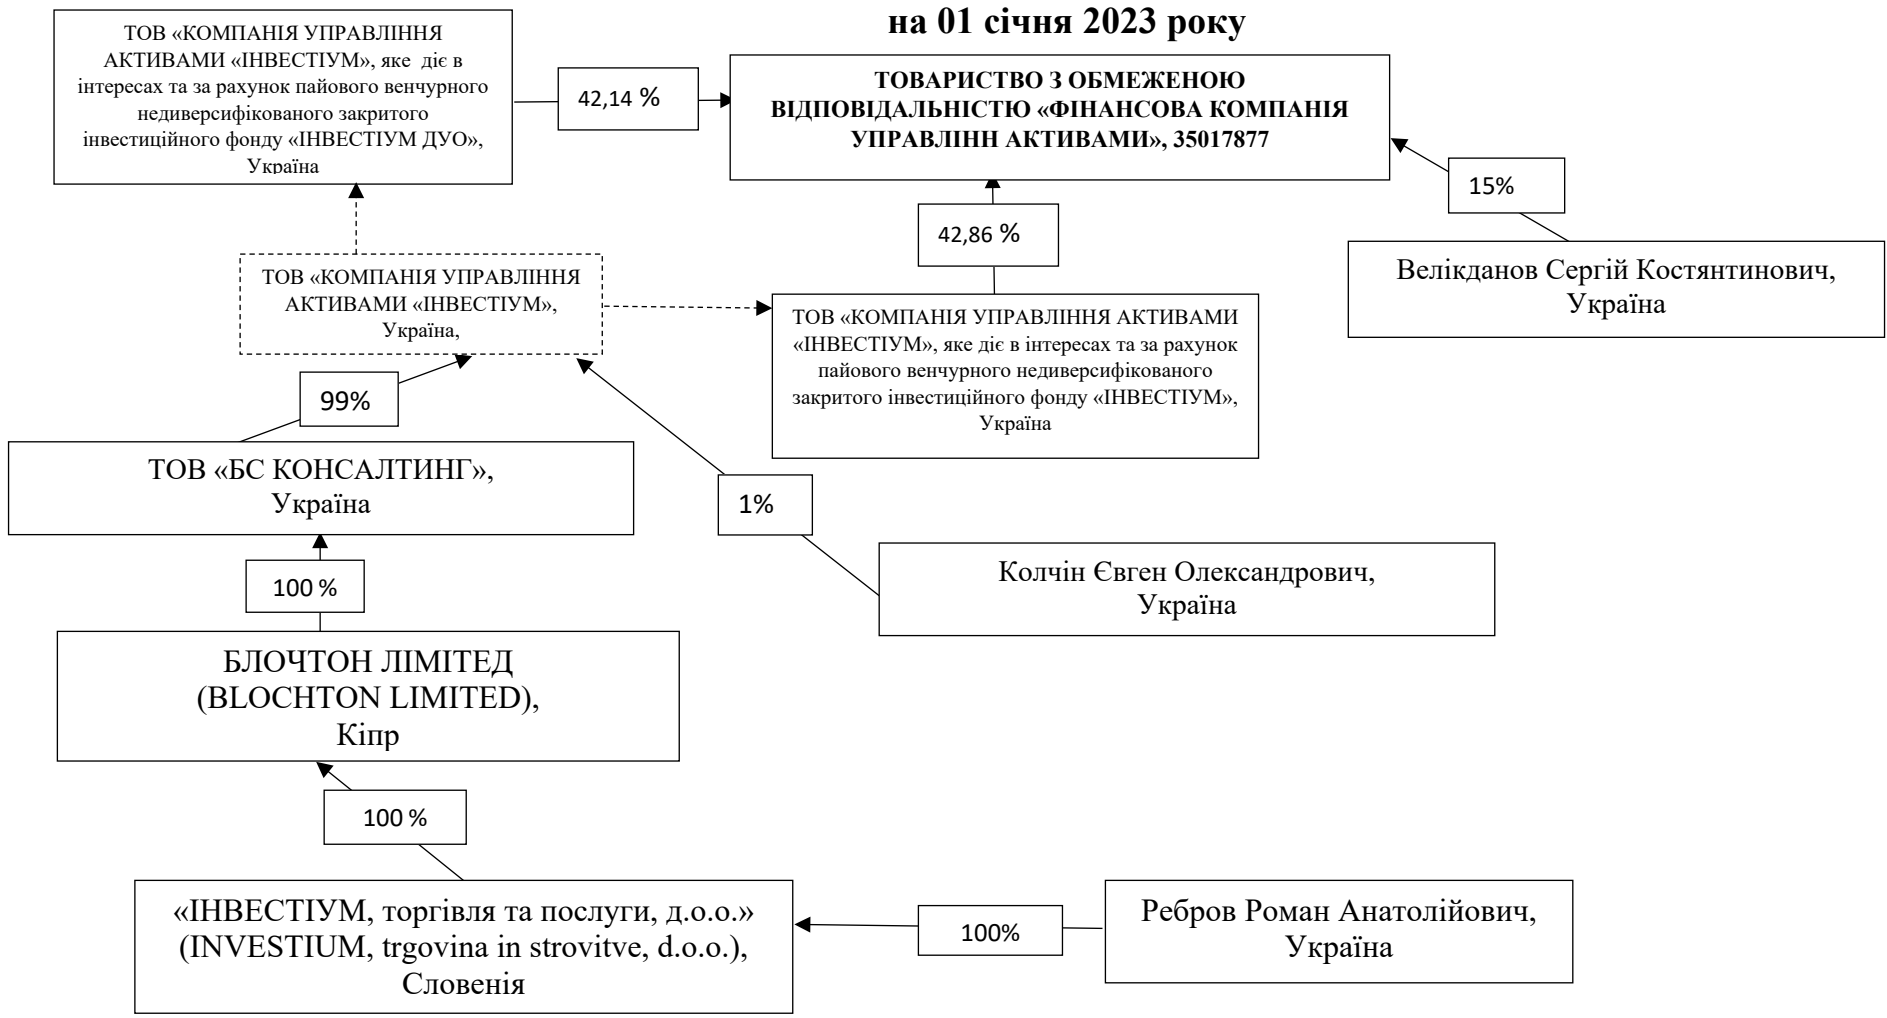 на 01 січня 2023 року
ТОВ «КОМПАНІЯ УПРАВЛІННЯ
АКТИВАМИ «ІНВЕСТІУМ», яке діє в
інтересах та за рахунок пайового венчурного
недиверсифікованого закритого
інвестиційного фонду «ІНВЕСТІУМ ДУО»,
Україна
42,14 %
ТОВАРИСТВО З ОБМЕЖЕНОЮ
ВІДПОВІДАЛЬНІСТЮ «ФІНАНСОВА КОМПАНІЯ
УПРАВЛІНН АКТИВАМИ», 35017877
15%
42,86 %
Велікданов Сергій Костянтинович,
Україна
ТОВ «КОМПАНІЯ УПРАВЛІННЯ
АКТИВАМИ «ІНВЕСТІУМ»,
Україна,
ТОВ «КОМПАНІЯ УПРАВЛІННЯ АКТИВАМИ
«ІНВЕСТІУМ», яке діє в інтересах та за рахунок
пайового венчурного недиверсифікованого
закритого інвестиційного фонду «ІНВЕСТІУМ»,
Україна
99%
ТОВ «БС КОНСАЛТИНГ»,
Україна
1%
Колчін Євген Олександрович,
Україна
100 %
БЛОЧТОН ЛІМІТЕД
(BLOCHTON LIMITED),
Кіпр
100 %
«ІНВЕСТІУМ, торгівля та послуги, д.о.о.»
(INVESTIUM, trgovina in strovitve, d.o.o.),
Словенія
100%
Ребров Роман Анатолійович,
Україна